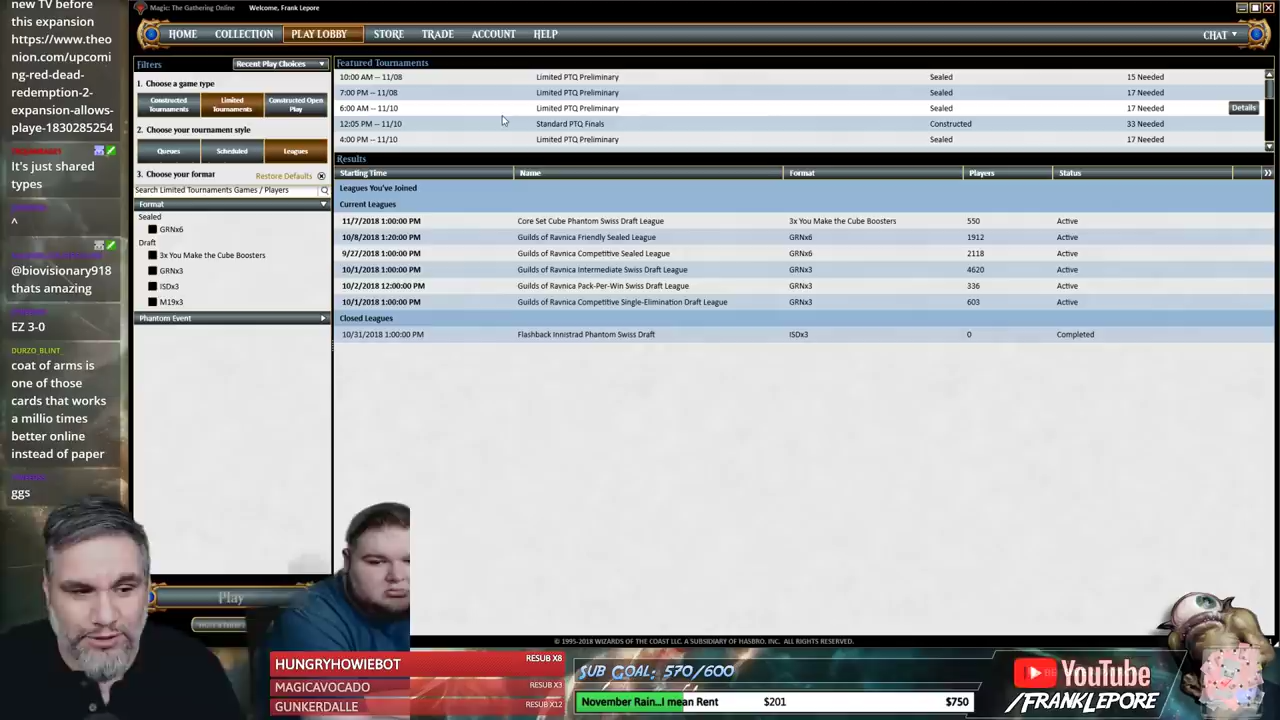 new TV before
this expansion
https://www.theo
nion.com/upcomi
ng-red-dead-
redemption-2-
expansion-allows-
playe-1830285254
It's just shared
types
^
@biovisionary918
thats amazing
EZ 3-0
DURZO_BLINT_
coat of arms is
one of those
cards that works
a millio times
better online
instead of paper
ggs
Magic: The Gathering Online Welcome, Frank Lepore
HOME COLLECTION PLAY LOBBY STORE TRADE ACCOUNT HELP CHAT
Filters Recent Play Choices
1. Choose a game type
Constructed Tournaments Limited Tournaments Constructed Open Play
2. Choose your tournament style
Queues Scheduled Leagues
3. Choose your format Restore Defaults
Search Limited Tournaments Games / Players
Format
Sealed
GRNx6
Draft
3x You Make the Cube Boosters
GRNx3
ISDx3
M19x3
Phantom Event
Play
Featured Tournaments
10:00 AM -- 11/08 Limited PTQ Preliminary Sealed 15 Needed
7:00 PM -- 11/08 Limited PTQ Preliminary Sealed 17 Needed
6:00 AM -- 11/10 Limited PTQ Preliminary Sealed 17 Needed Details
12:05 PM -- 11/10 Standard PTQ Finals Constructed 33 Needed
4:00 PM -- 11/10 Limited PTQ Preliminary Sealed 17 Needed
Results
Starting Time Name Format Players Status
Leagues You've Joined
Current Leagues
11/7/2018 1:00:00 PM Core Set Cube Phantom Swiss Draft League 3x You Make the Cube Boosters 550 Active
10/8/2018 1:20:00 PM Guilds of Ravnica Friendly Sealed League GRNx6 1912 Active
9/27/2018 1:00:00 PM Guilds of Ravnica Competitive Sealed League GRNx6 2118 Active
10/1/2018 1:00:00 PM Guilds of Ravnica Intermediate Swiss Draft League GRNx3 4620 Active
10/2/2018 12:00:00 PM Guilds of Ravnica Pack-Per-Win Swiss Draft League GRNx3 336 Active
10/1/2018 1:00:00 PM Guilds of Ravnica Competitive Single-Elimination Draft League GRNx3 603 Active
Closed Leagues
10/31/2018 1:00:00 PM Flashback Innistrad Phantom Swiss Draft ISDx3 0 Completed
© 1995-2018 WIZARDS OF THE COAST LLC, A SUBSIDIARY OF HASBRO, INC. ALL RIGHTS RESERVED.
HUNGRYHOWIEBOT RESUB X8
MAGICAVOCADO RESUB X3
GUNKERDALLE RESUB X12
SUB GOAL: 570/600
November Rain...I mean Rent $201 $750
YouTube
/FRANKLEPORE